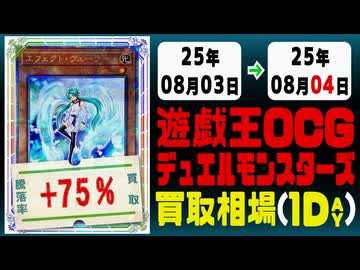 エフェクト・ヴェーラー
騰落率
+75%
買取
25年
08月03日
25年
08月04日
遊戯王OCG
デュエルモンスターズ
買取相場(1D)